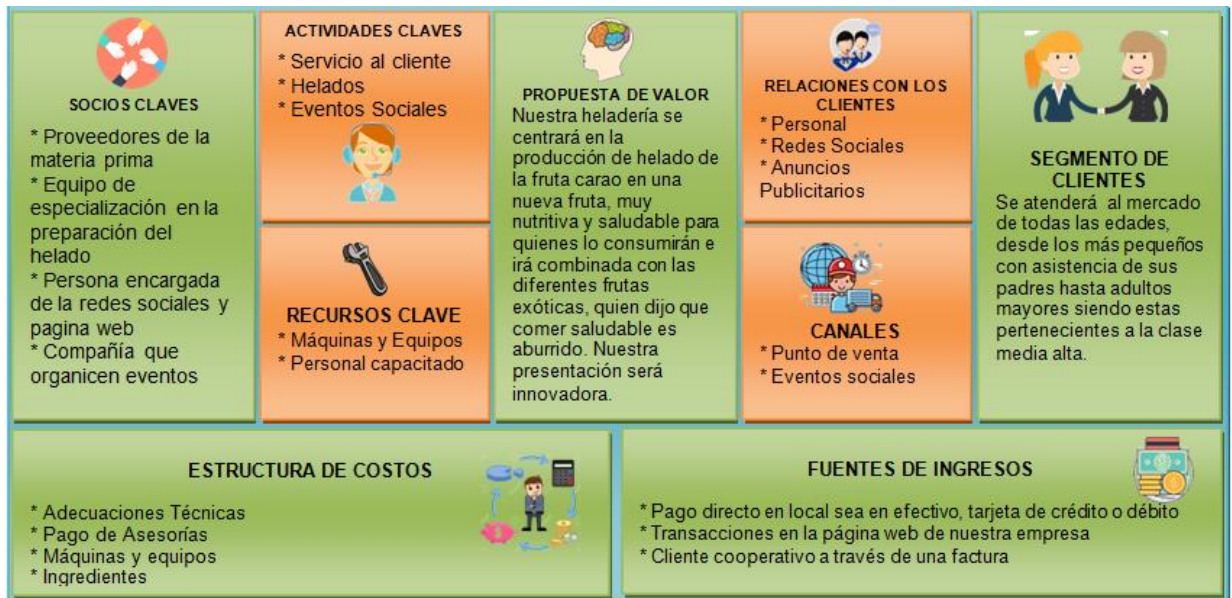 SOCIOS CLAVES
* Proveedores de la
materia prima
* Equipo de
especialización en la
preparación del
helado
* Persona encargada
de la redes sociales y
pagina web
* Compañía que
organicen eventos
ACTIVIDADES CLAVES
* Servicio al cliente
* Helados
* Eventos Sociales
RECURSOS CLAVE
* Máquinas y Equipos
* Personal capacitado
PROPUESTA DE VALOR
Nuestra heladería se
centrará en la
producción de helado de
la fruta carao en una
nueva fruta, muy
nutritiva y saludable para
quienes lo consumirán e
irá combinada con las
diferentes frutas
exóticas, quien dijo que
comer saludable es
aburrido. Nuestra
presentación será
innovadora.
RELACIONES CON LOS
CLIENTES
* Personal
* Redes Sociales
* Anuncios
Publicitarios
CANALES
* Punto de venta
* Eventos sociales
SEGMENTO DE
CLIENTES
Se atenderá al mercado
de todas las edades,
desde los más pequeños
con asistencia de sus
padres hasta adultos
mayores siendo estas
pertenecientes a la clase
media alta.
ESTRUCTURA DE COSTOS
* Adecuaciones Técnicas
* Pago de Asesorías
* Máquinas y equipos
* Ingredientes
FUENTES DE INGRESOS
* Pago directo en local sea en efectivo, tarjeta de crédito o débito
* Transacciones en la página web de nuestra empresa
* Cliente cooperativo a través de una factura